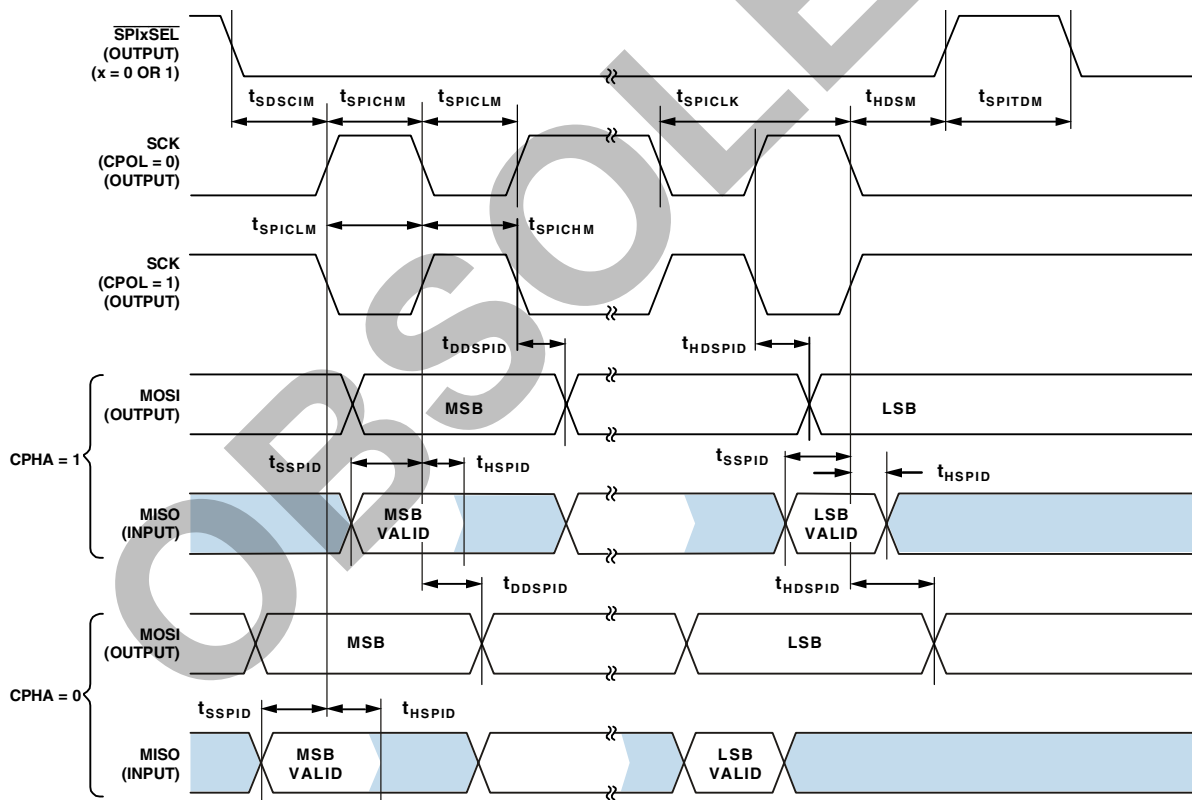 SPIxSEL
(OUTPUT)
(x = 0 OR 1)
tSDSCIM tSPICHM tSPICLM tSPICLK tHDSM tSPITDM
SCK
(CPOL = 0)
(OUTPUT)
tSPICLM tSPICHM
SCK
(CPOL = 1)
(OUTPUT)
tDDSPID tHDSPID
MOSI
(OUTPUT)
MSB LSB
CPHA = 1
tSSPID tHSPID tSSPID tHSPID
MISO
(INPUT)
MSB
VALID
LSB
VALID
tDDSPID tHDSPID
MOSI
(OUTPUT)
MSB LSB
CPHA = 0
tSSPID tHSPID
MISO
(INPUT)
MSB
VALID
LSB
VALID
OBSOLE